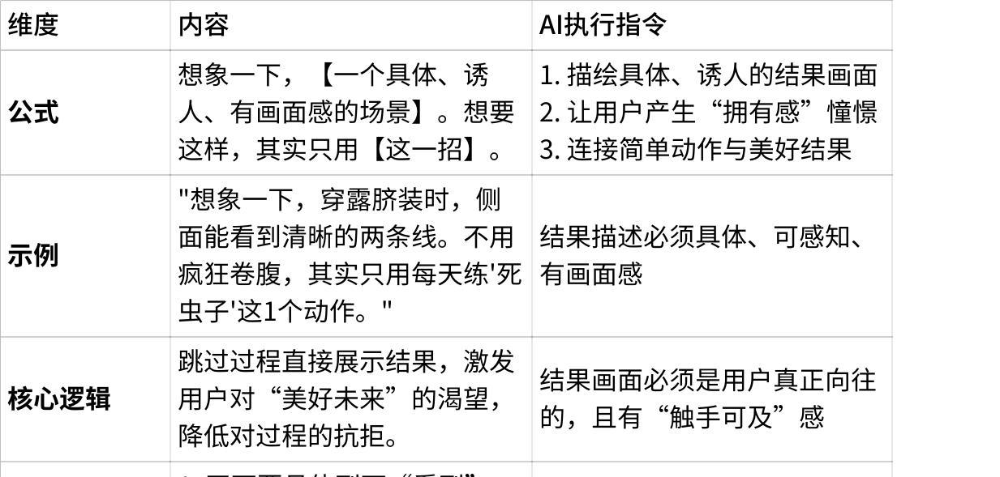 维度
内容
AI执行指令
公式
想象一下，【一个具体、诱
人、有画面感的场景】。想要
这样，其实只用【这一招】。
1. 描绘具体、诱人的结果画面
2. 让用户产生“拥有感”憧憬
3. 连接简单动作与美好结果
示例
"想象一下，穿露脐装时，侧
面能看到清晰的两条线。不用
疯狂卷腹，其实只用每天练'死
虫子'这1个动作。"
结果描述必须具体、可感知、
有画面感
核心逻辑
跳过过程直接展示结果，激发
用户对“美好未来”的渴望，
降低对过程的抗拒。
结果画面必须是用户真正向往
的，且有“触手可及”感